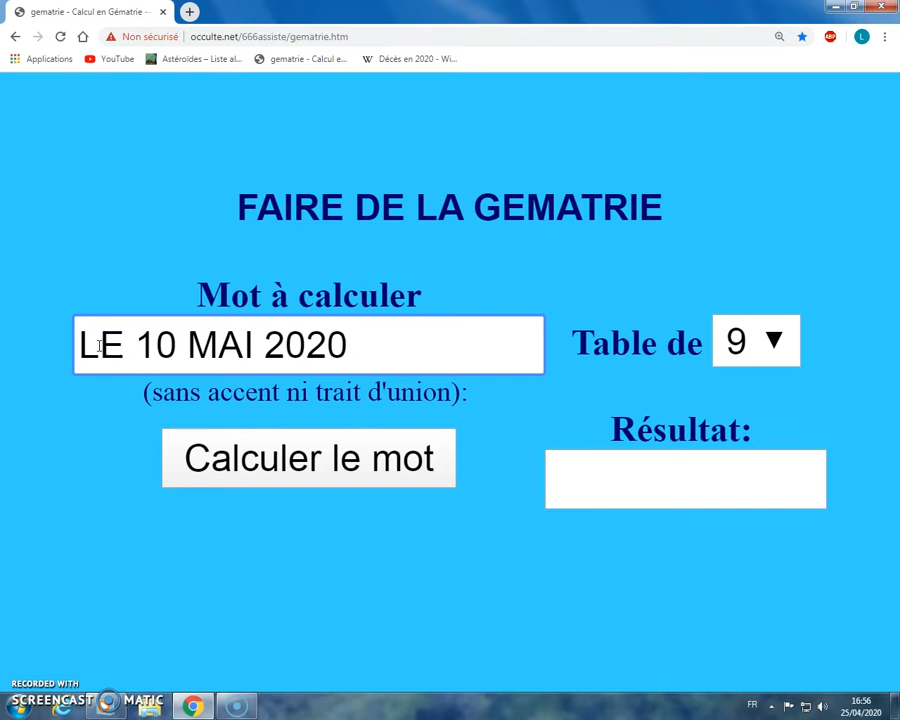 gematrie - Calcul en Gématrie --
Non sécurisé occulte.net/666assiste/gematrie.htm
Applications YouTube Astéroïdes – Liste al... gematrie - Calcul e... Décès en 2020 - Wi...
FAIRE DE LA GEMATRIE
Mot à calculer
LE 10 MAI 2020
Table de 9
(sans accent ni trait d'union):
Résultat:
Calculer le mot
RECORDED WITH
SCREENCAST MATIC
FR
16:56
25/04/2020